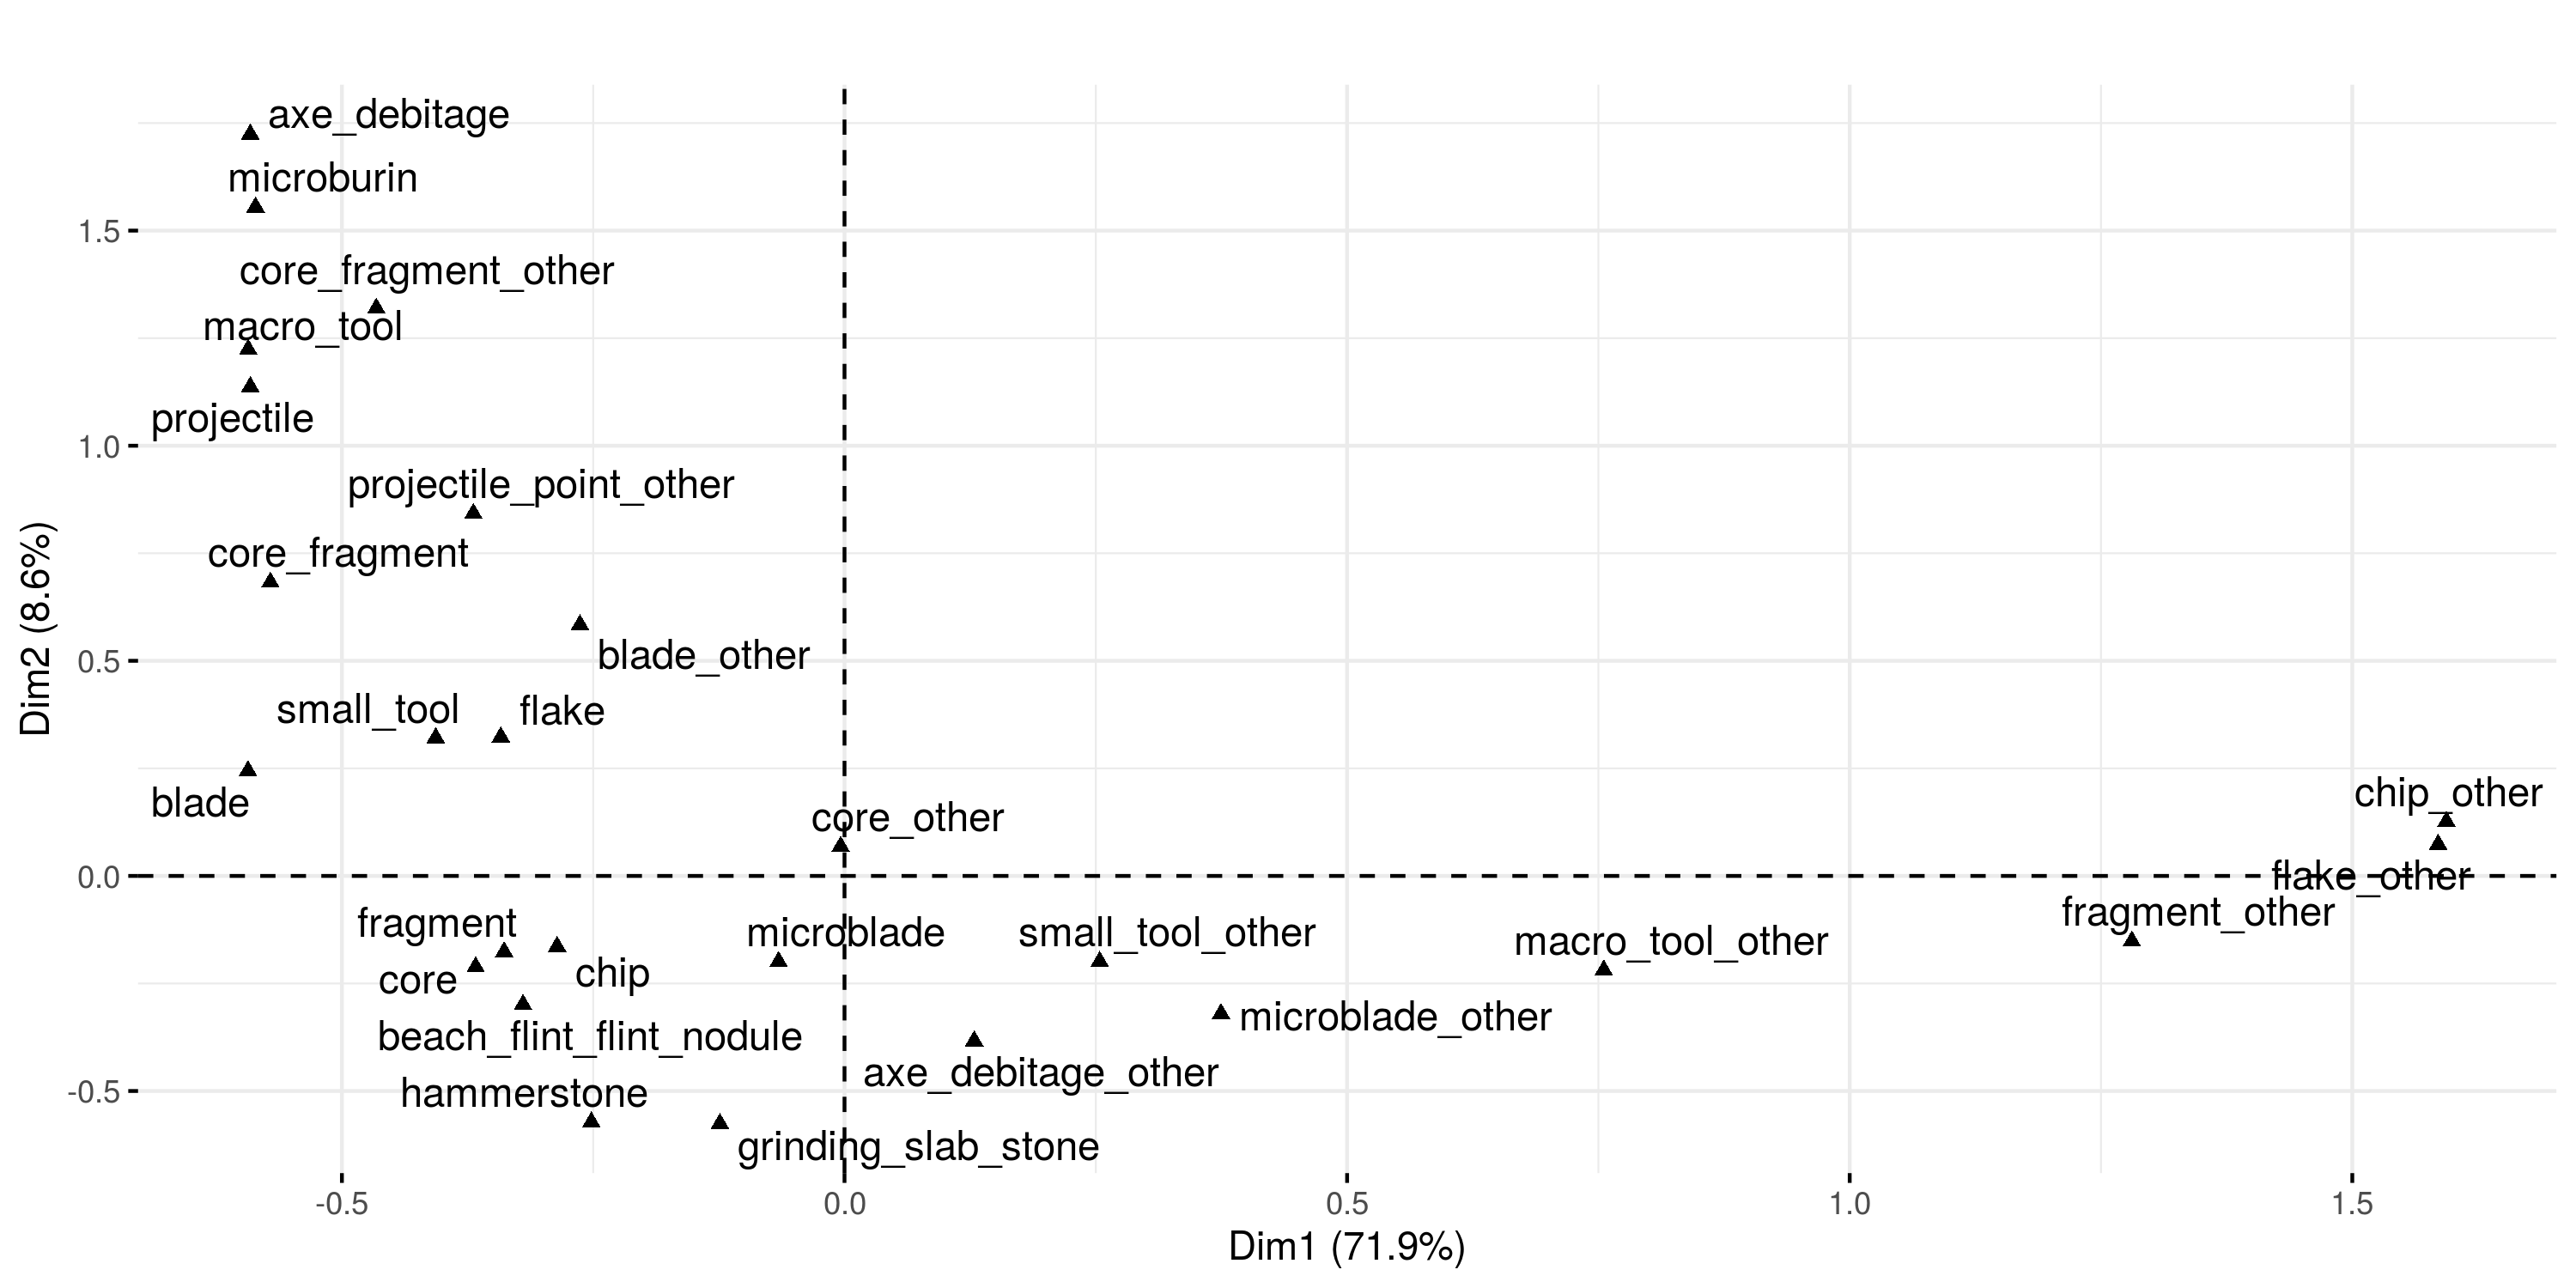 axe_debitage
microburin
1.5
core_fragment_other
macro_tool
projectile
1.0
projectile_point_other
core_fragment
Dim2 (8.6%)
blade_other
0.5
small_tool
flake
blade
chip_other
core_other
0.0
flake_other
fragment
microblade
small_tool_other
macro_tool_other
fragment_other
core
chip
beach_flint_flint_nodule
microblade_other
axe_debitage_other
-0.5
hammerstone
grinding_slab_stone
-0.5
0.0
0.5
1.0
1.5
Dim1 (71.9%)